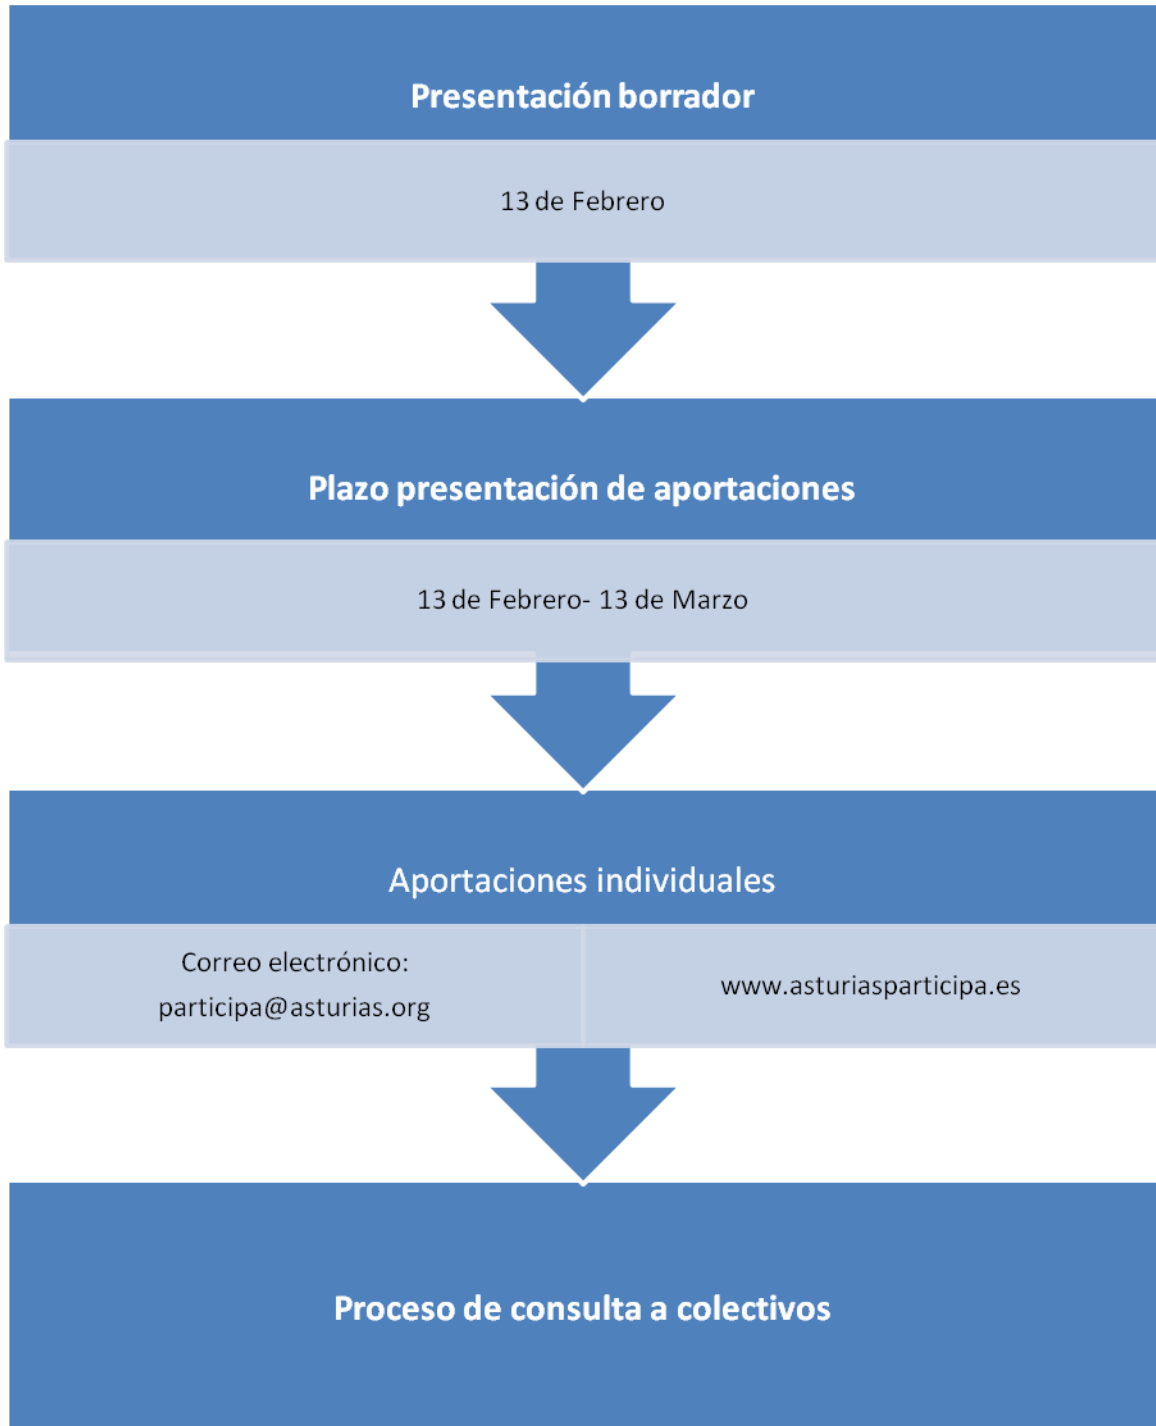 Presentación borrador
13 de Febrero
Plazo presentación de aportaciones
13 de Febrero- 13 de Marzo
Aportaciones individuales
Correo electrónico:
participa@asturias.org
www.asturiasparticipa.es
Proceso de consulta a colectivos